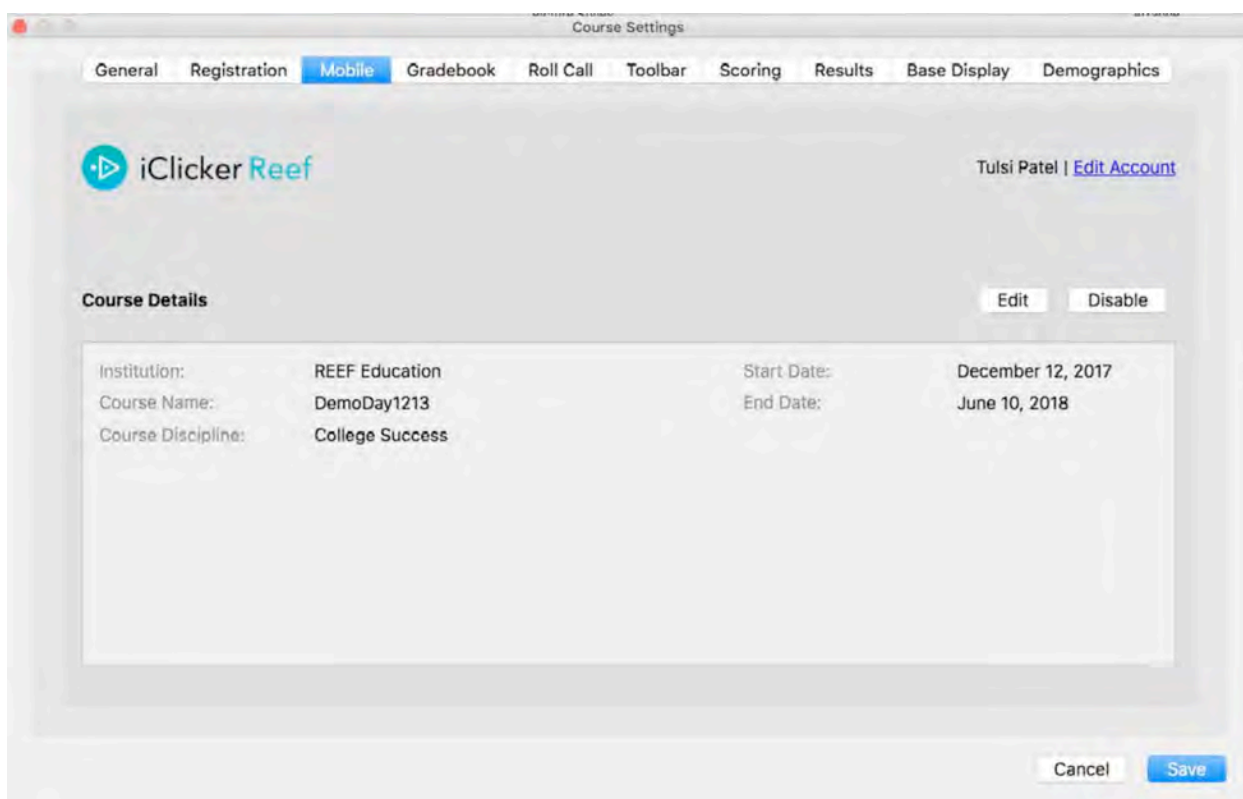 Course Settings
General Registration Mobile Gradebook Roll Call Toolbar Scoring Results Base Display Demographics
iClicker Reef
Tulsi Patel | Edit Account
Course Details
Edit Disable
Institution: REEF Education Start Date: December 12, 2017
Course Name: DemoDay1213 End Date: June 10, 2018
Course Discipline: College Success
Cancel Save